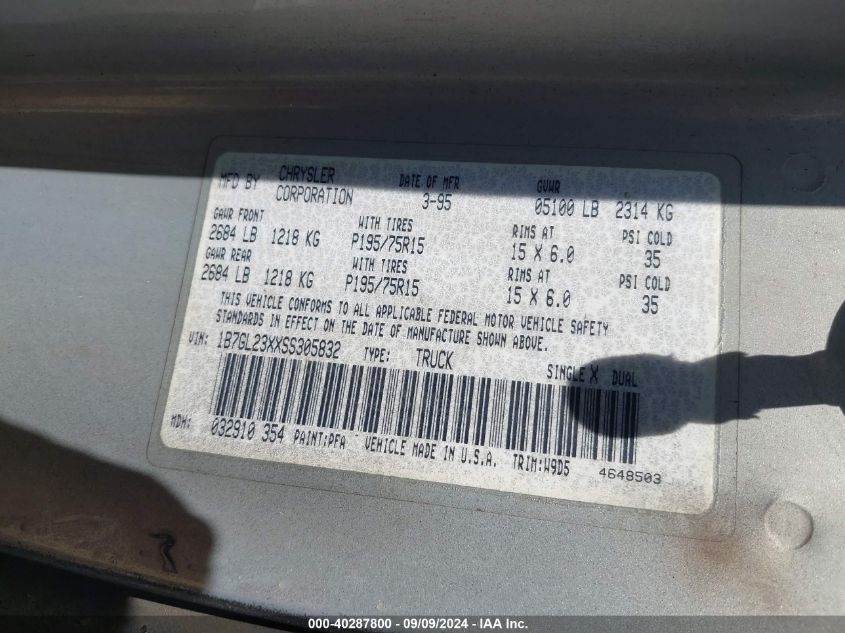 MFD BY CHRYSLER CORPORATION DATE OF MFR 3-95 GVWR 05100 LB 2314 KG
GAWR FRONT WITH TIRES RIMS AT PSI COLD
2684 LB 1218 KG P195/75R15 15 X 6.0 35
GAWR REAR WITH TIRES RIMS AT PSI COLD
2684 LB 1218 KG P195/75R15 15 X 6.0 35
THIS VEHICLE CONFORMS TO ALL APPLICABLE FEDERAL MOTOR VEHICLE SAFETY
STANDARDS IN EFFECT ON THE DATE OF MANUFACTURE SHOWN ABOVE.
VIN: 1B7GL23XXSS305832 TYPE: TRUCK SINGLE X DUAL
MDH: 032910 354 PAINT:PFA VEHICLE MADE IN U.S.A. TRIM:W9D5 4648503
000-40287800 - 09/09/2024 - IAA Inc.